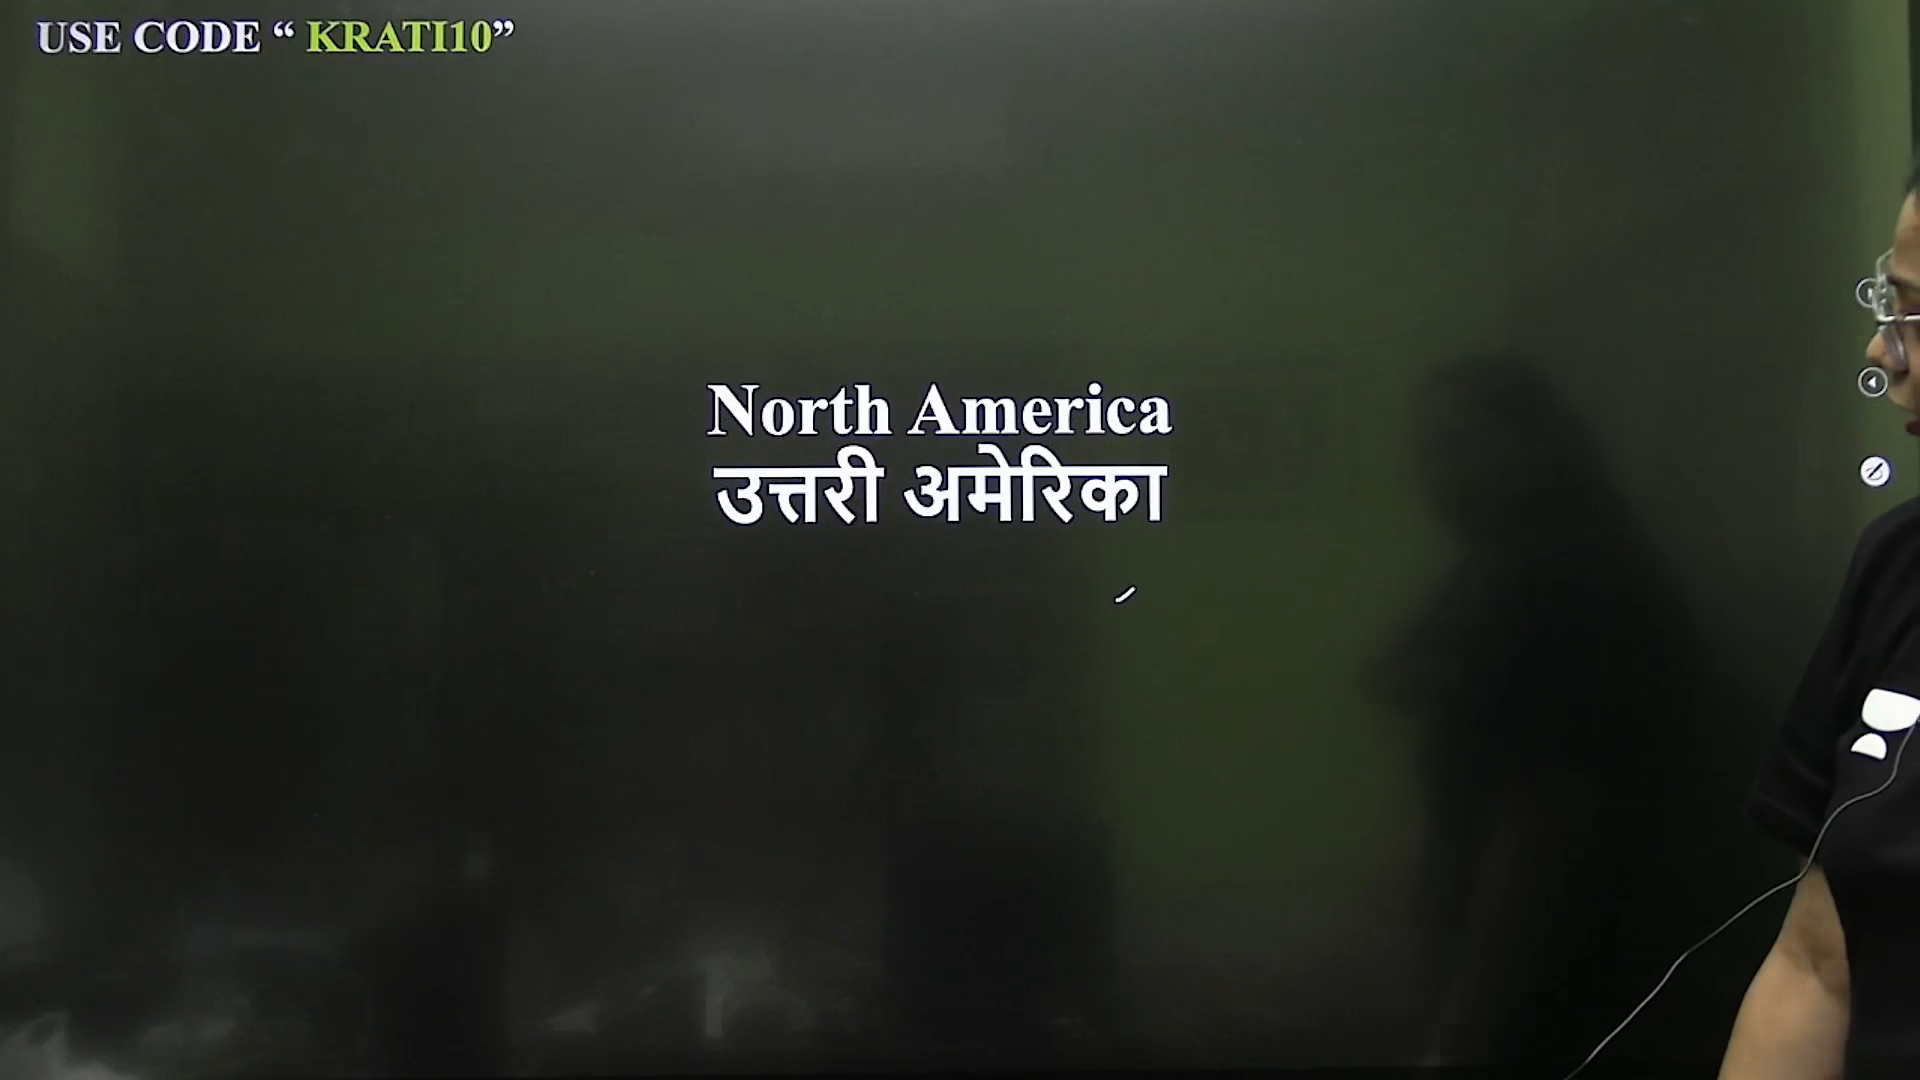 USE CODE “ KRATI10”
North America
उत्तरी अमेरिका